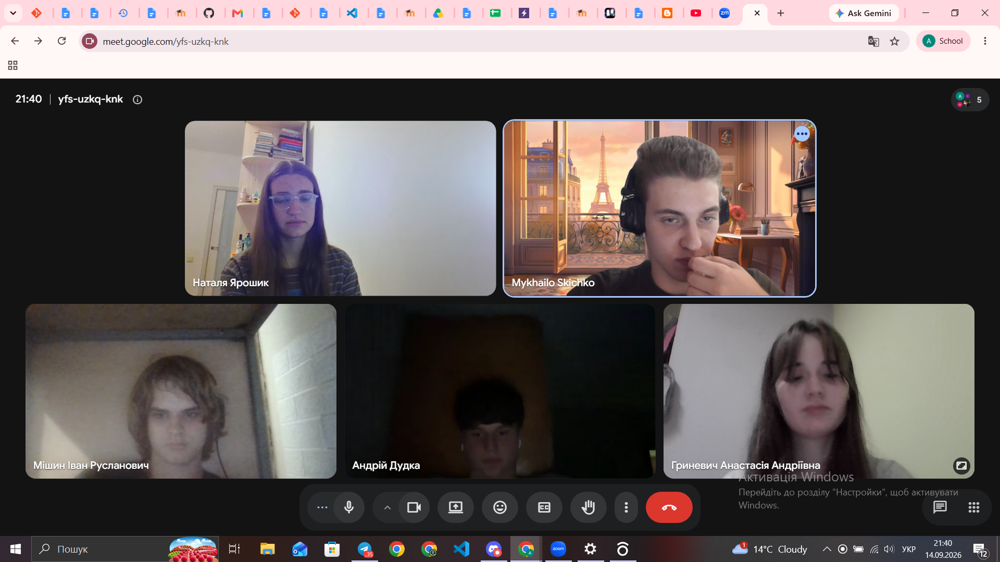 Ask Gemini
meet.google.com/yfs-uzkq-knk
A School
21:40 | yfs-uzkq-knk
5
Наталя Ярошик
Mykhailo Skichko
Мішин Іван Русланович
Андрій Дудка
Гриневич Анастасія Андріївна
Активація Windows
Перейдіть до розділу "Настройки", щоб активувати
Windows.
Пошук
35
zoom
1
14°C Cloudy
УКР
21:40
14.09.2026
12